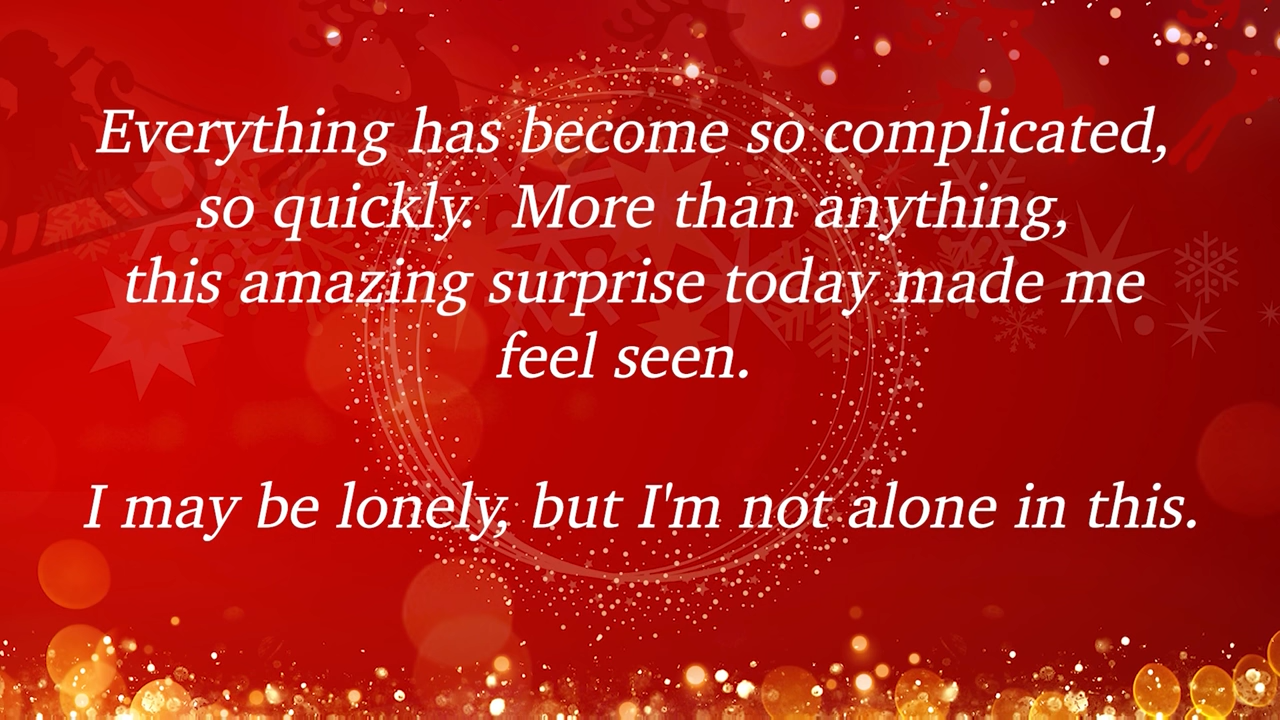 Everything has become so complicated,
so quickly.  More than anything,
this amazing surprise today made me
feel seen.
I may be lonely, but I'm not alone in this.